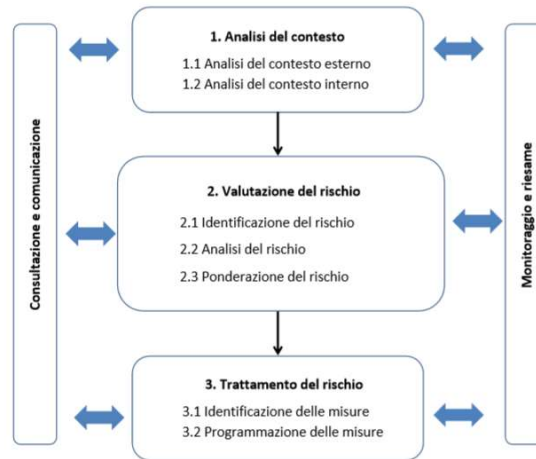 Consultazione e comunicazione
1. Analisi del contesto
1.1 Analisi del contesto esterno
1.2 Analisi del contesto interno
2. Valutazione del rischio
2.1 Identificazione del rischio
2.2 Analisi del rischio
2.3 Ponderazione del rischio
3. Trattamento del rischio
3.1 Identificazione delle misure
3.2 Programmazione delle misure
Monitoraggio e riesame